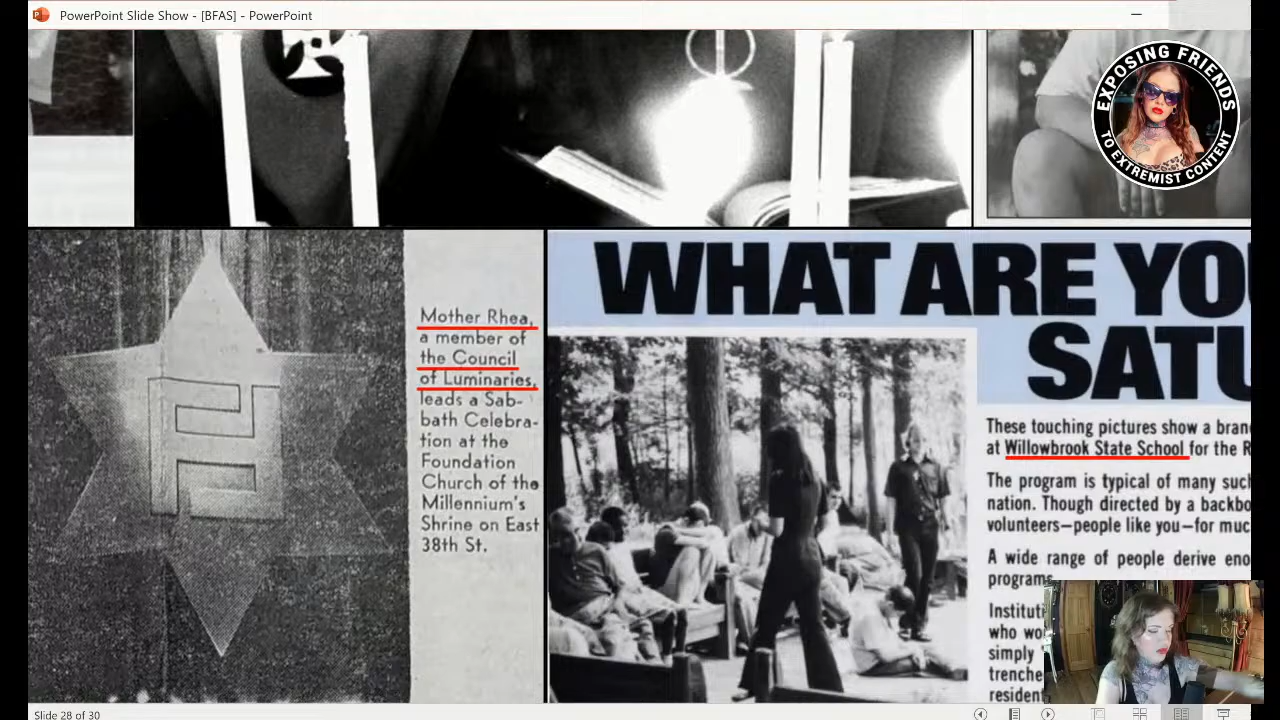 PowerPoint Slide Show - [BFAS] - PowerPoint
EXPOSING FRIENDS
TO EXTREMIST CONTENT
Mother Rhea,
a member of
the Council
of Luminaries,
leads a Sab-
bath Celebra-
tion at the
Foundation
Church of the
Millennium's
Shrine on East
38th St.
WHAT ARE YO
SATU
These touching pictures show a bran
at Willowbrook State School for the R
The program is typical of many suc
nation. Though directed by a backbo
volunteers—people like you—for muc
A wide range of people derive eno
program
Instituti
who wo
simply
trenche
resident
Slide 28 of 30